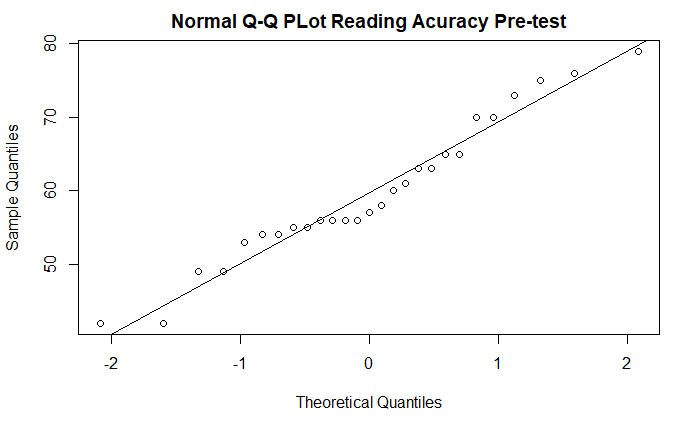 Normal Q-Q PLot Reading Acuracy Pre-test
Sample Quantiles
80
70
60
50
-2 -1 0 1 2
Theoretical Quantiles